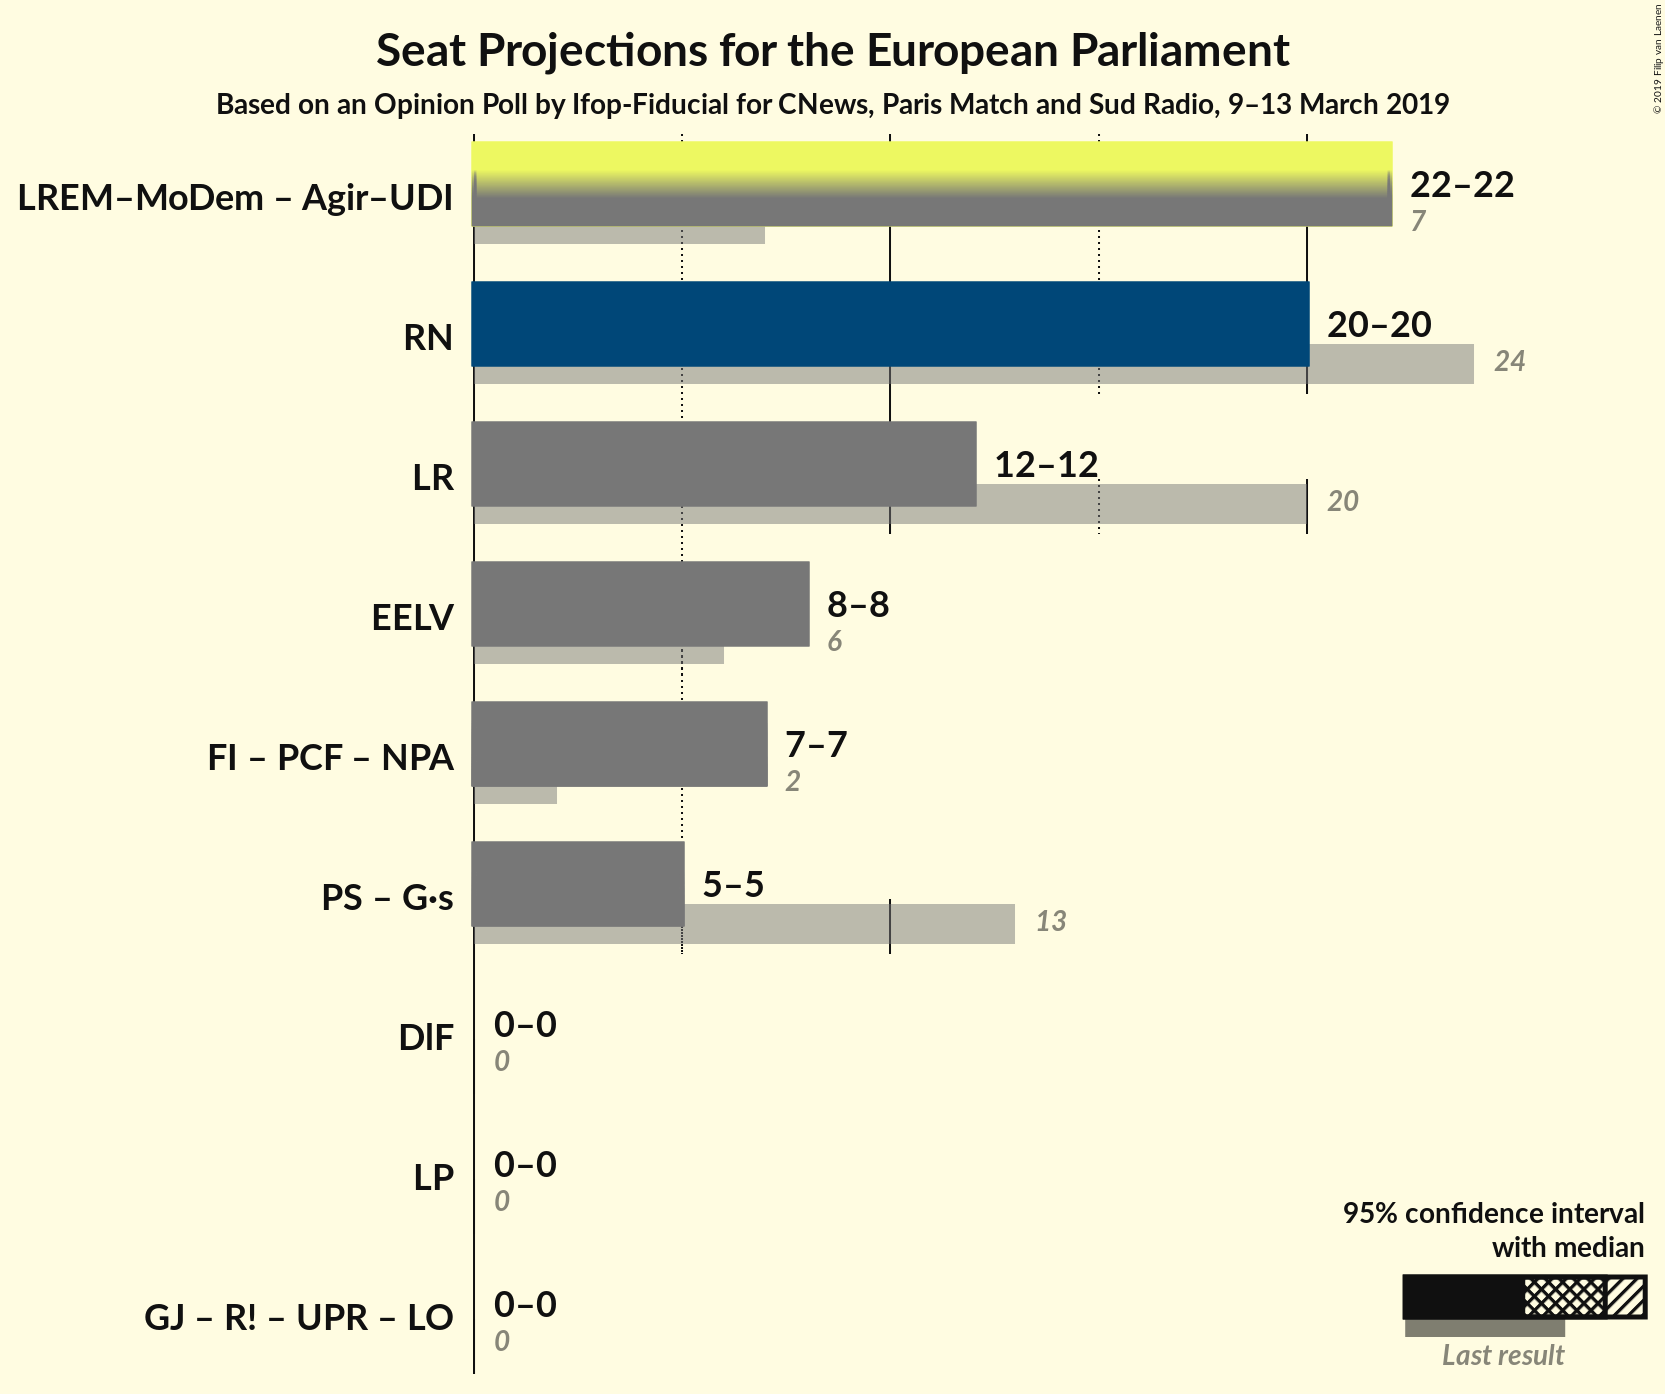 Seat Projections for the European Parliament
Based on an Opinion Poll by Ifop-Fiducial for CNews, Paris Match and Sud Radio, 9–13 March 2019
© 2019 Filip van Laenen
LREM–MoDem – Agir–UDI
22–22
7
RN
20–20
24
LR
12–12
20
EELV
8–8
6
FI – PCF – NPA
7–7
2
PS – G·s
5–5
13
DlF
0–0
0
LP
0–0
0
GJ – R! – UPR – LO
0–0
0
95% confidence interval
with median
Last result